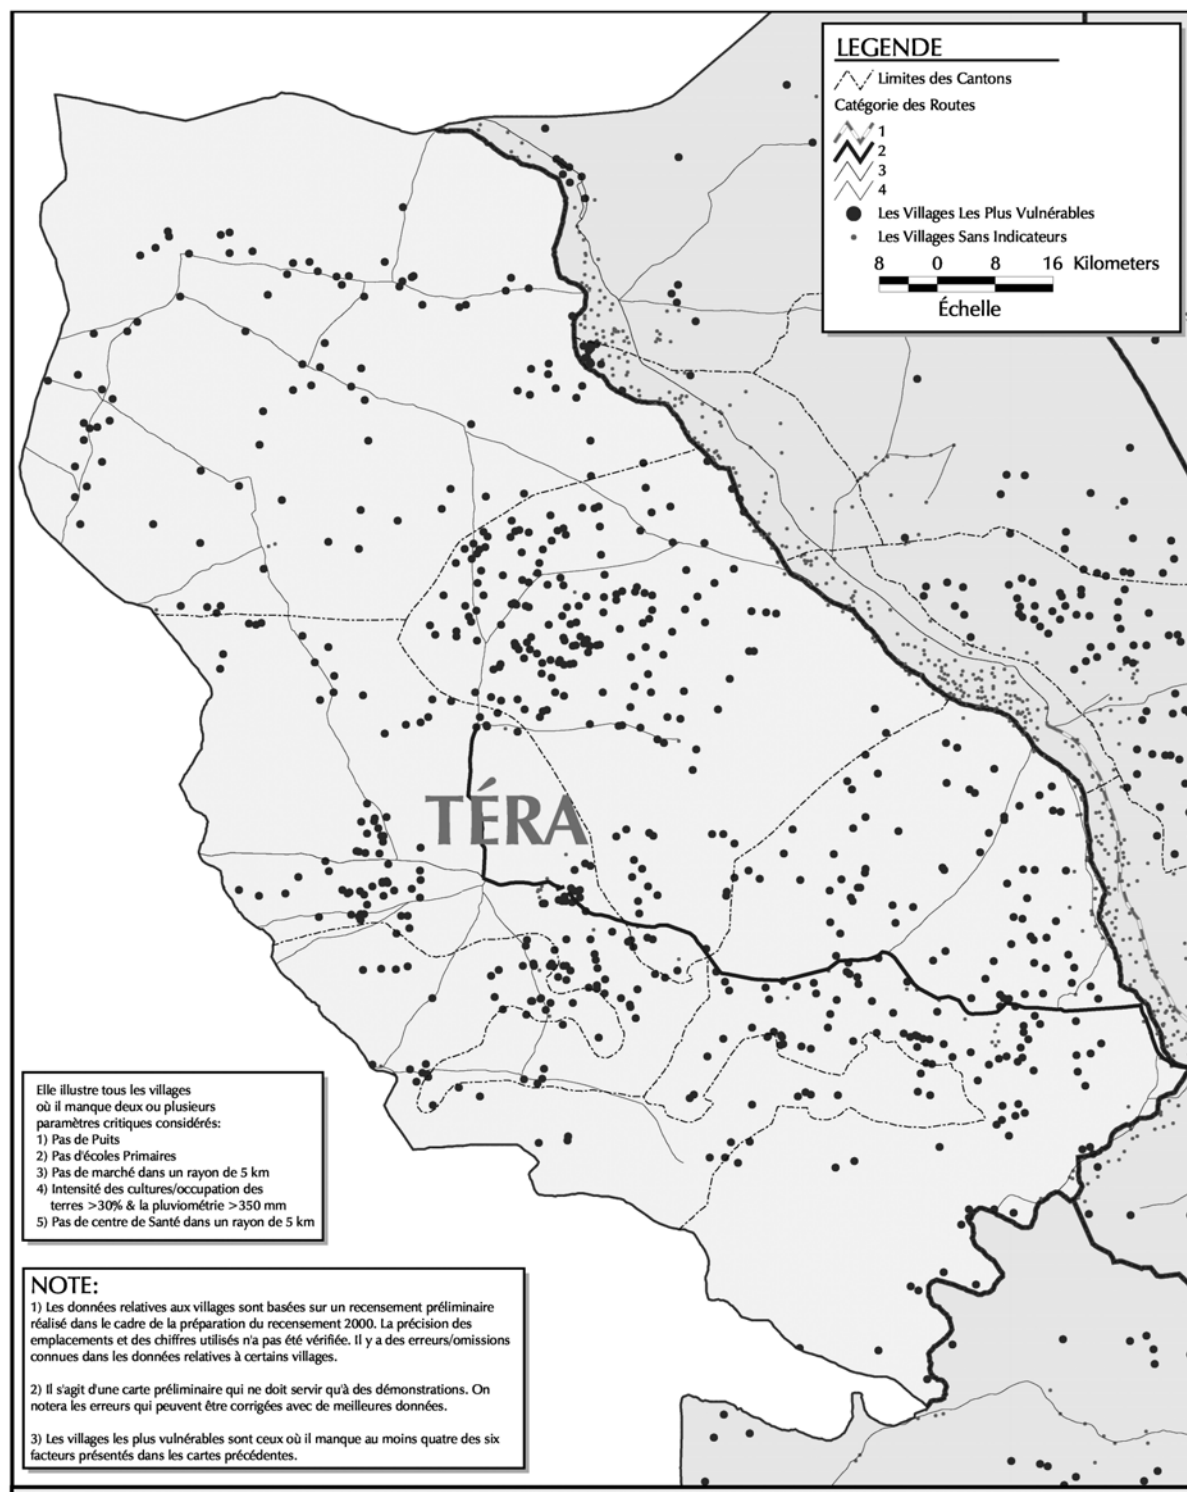 LEGENDE
Limites des Cantons
Catégorie des Routes
1
2
3
4
Les Villages Les Plus Vulnérables
Les Villages Sans Indicateurs
8 0 8 16 Kilometers
Échelle
TÉRA
Elle illustre tous les villages
où il manque deux ou plusieurs
paramètres critiques considérés:
1) Pas de Puits
2) Pas d'écoles Primaires
3) Pas de marché dans un rayon de 5 km
4) Intensité des cultures/occupation des
terres >30% & la pluviométrie >350 mm
5) Pas de centre de Santé dans un rayon de 5 km
NOTE:
1) Les données relatives aux villages sont basées sur un recensement préliminaire
réalisé dans le cadre de la préparation du recensement 2000. La précision des
emplacements et des chiffres utilisés n'a pas été vérifiée. Il y a des erreurs/omissions
connues dans les données relatives à certains villages.
2) Il s'agit d'une carte préliminaire qui ne doit servir qu'à des démonstrations. On
notera les erreurs qui peuvent être corrigées avec de meilleures données.
3) Les villages les plus vulnérables sont ceux où il manque au moins quatre des six
facteurs présentés dans les cartes précédentes.